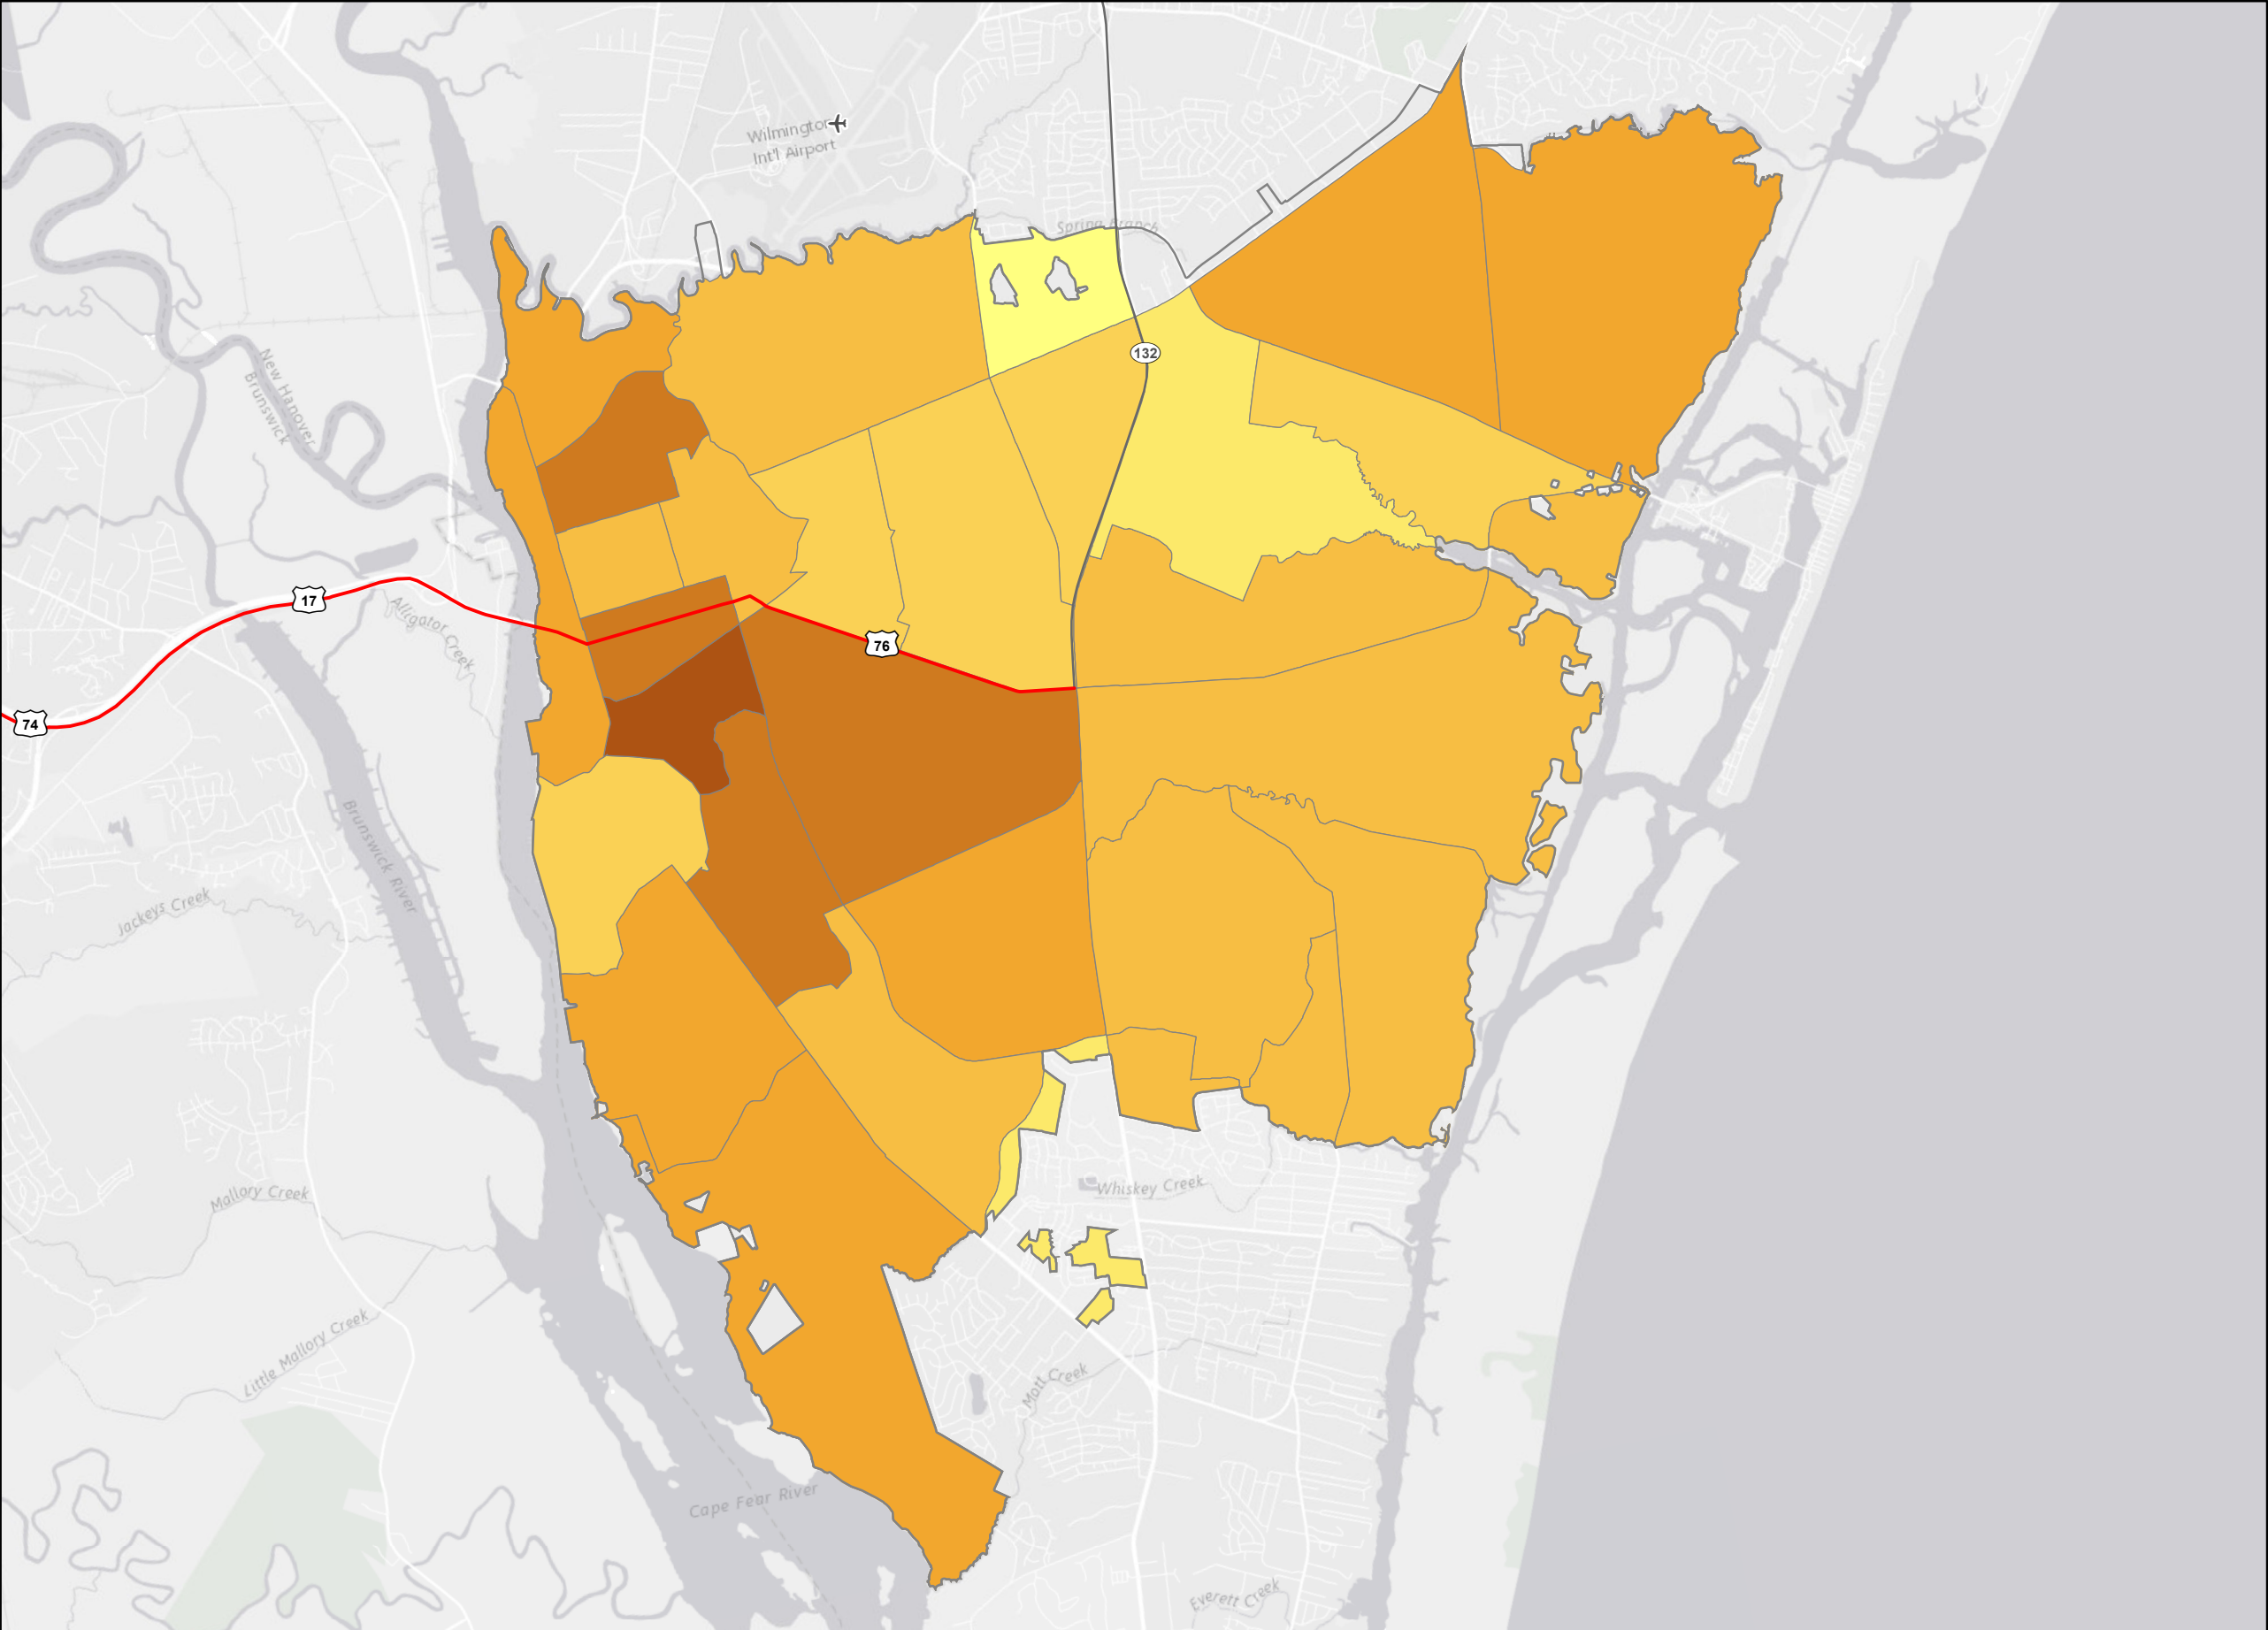 Wilmington
Int'l Airport
Spring Branch
132
New Hanover
Brunswick
17
Alligator Creek
76
74
Brunswick River
Jackeys Creek
Mallory Creek
Whiskey Creek
Little Mallory Creek
Mott Creek
Cape Fear River
Everett Creek